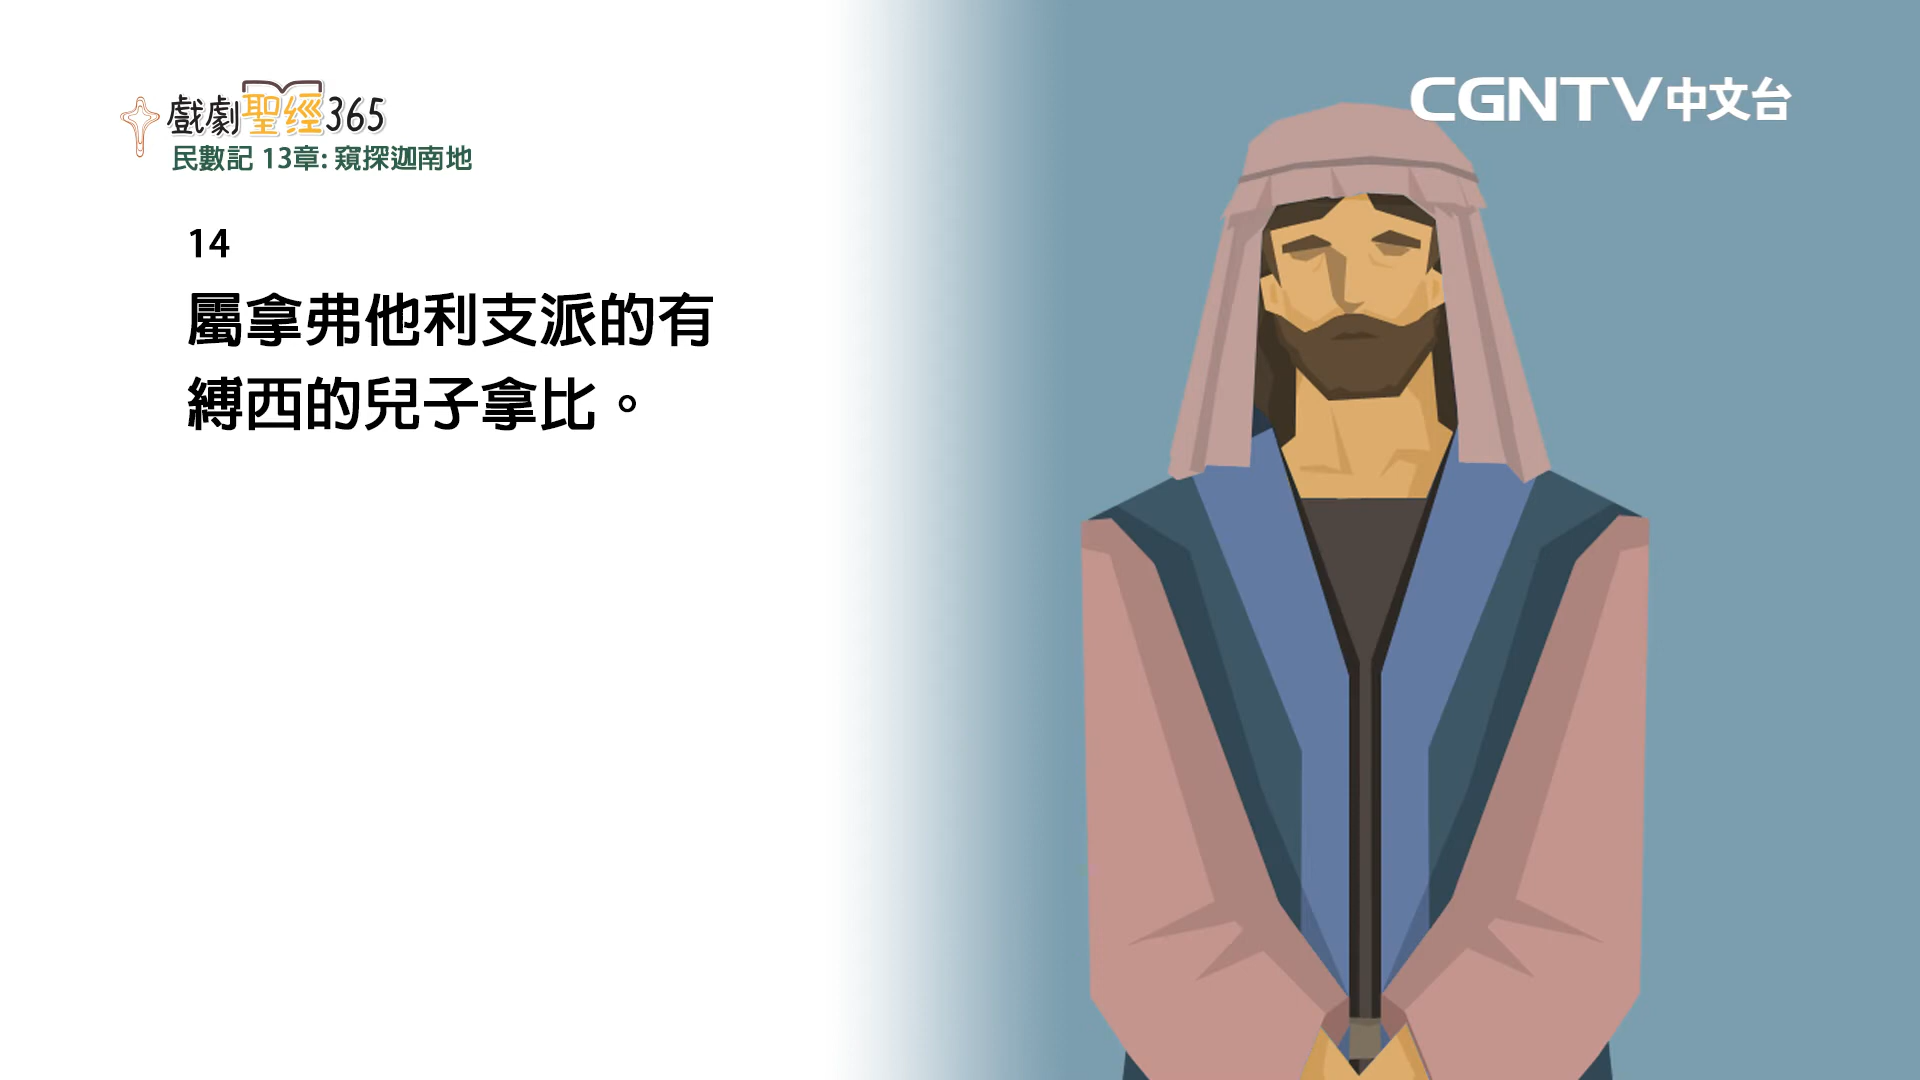 戲劇聖經365
民數記 13章: 窺探迦南地
CGNTV中文台
14
屬拿弗他利支派的有
縛西的兒子拿比。